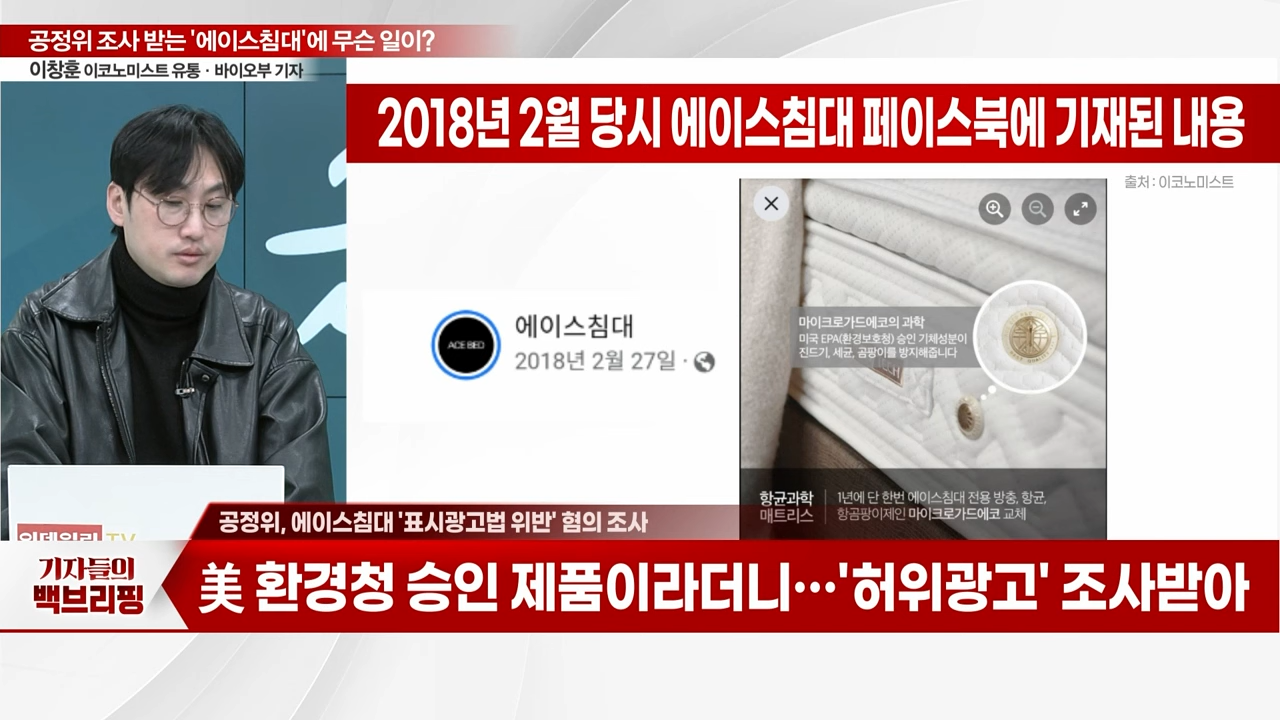 공정위 조사 받는 '에이스침대'에 무슨 일이?
이창훈 이코노미스트 유통·바이오부 기자
2018년 2월 당시 에이스침대 페이스북에 기재된 내용
출처 : 이코노미스트
ACE BED
에이스침대
2018년 2월 27일 ·
마이크로가드에코의 과학
미국 EPA(환경보호청) 승인 기체성분이
진드기, 세균, 곰팡이를 방지해줍니다
항균과학
매트리스
1년에 단 한번 에이스침대 전용 방충, 항균,
항곰팡이제인 마이크로가드에코 교체
공정위, 에이스침대 '표시광고법 위반' 혐의 조사
이데일리 TV
기자들의
백브리핑
美 환경청 승인 제품이라더니…'허위광고' 조사받아